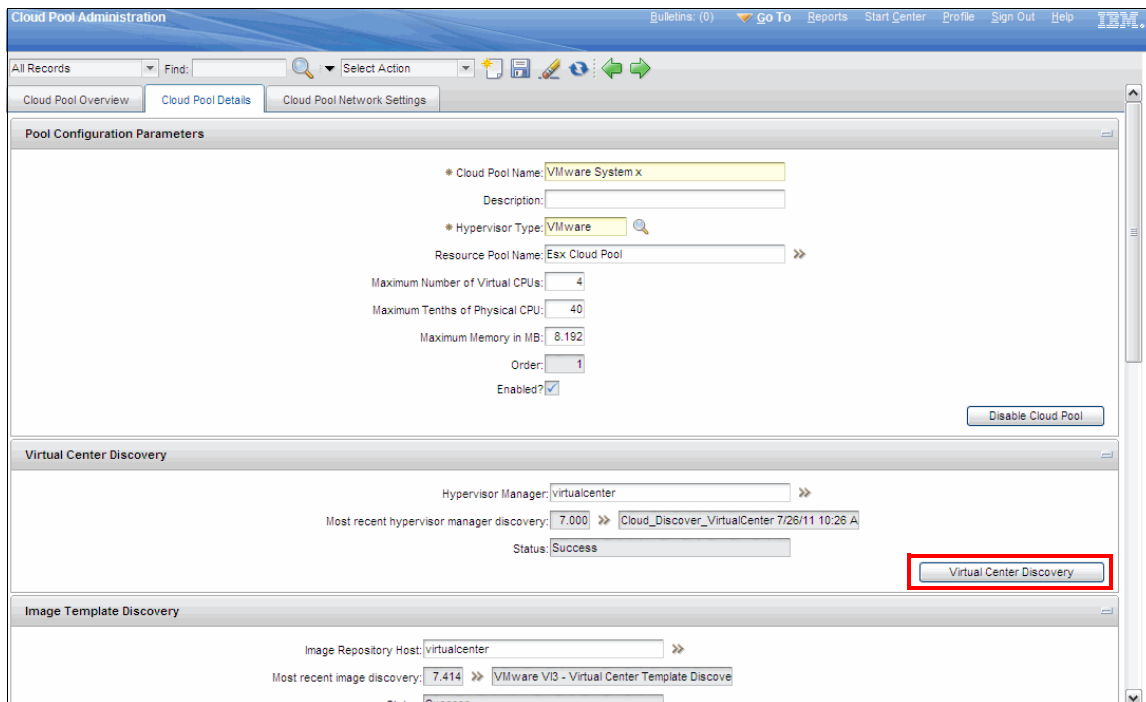 Cloud Pool Administration
Bulletins: (0) Go To Reports Start Center Profile Sign Out Help IBM.
All Records Find: Select Action
Cloud Pool Overview Cloud Pool Details Cloud Pool Network Settings
Pool Configuration Parameters
* Cloud Pool Name: VMware System x
Description:
* Hypervisor Type: VMware
Resource Pool Name: Esx Cloud Pool
Maximum Number of Virtual CPUs: 4
Maximum Tenths of Physical CPU: 40
Maximum Memory in MB: 8.192
Order: 1
Enabled?
Disable Cloud Pool
Virtual Center Discovery
Hypervisor Manager: virtualcenter
Most recent hypervisor manager discovery: 7.000 Cloud_Discover_VirtualCenter 7/26/11 10:26 A
Status: Success
Virtual Center Discovery
Image Template Discovery
Image Repository Host: virtualcenter
Most recent image discovery: 7.414 VMware VI3 - Virtual Center Template Discove
Status: Success